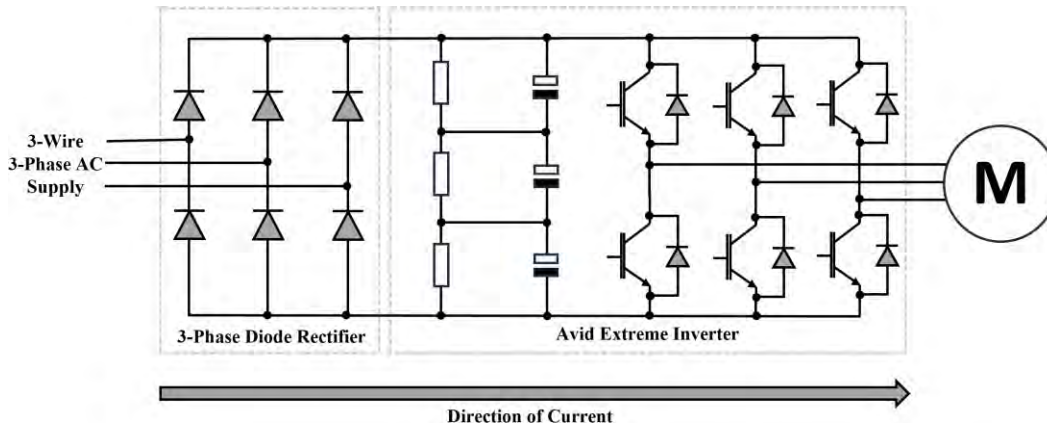 3-Wire
3-Phase AC
Supply
M
3-Phase Diode Rectifier
Avid Extreme Inverter
Direction of Current